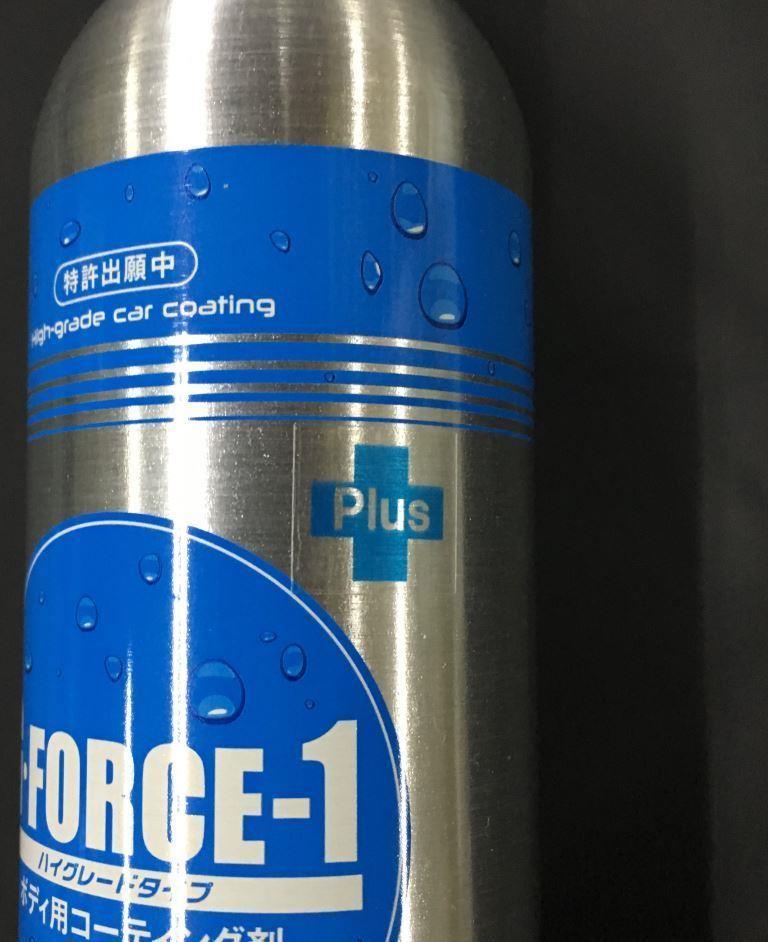 特許出願中
High-grade car coating
Plus
FORCE-1
ハイグレードタイプ
ボディ用コーティング剤